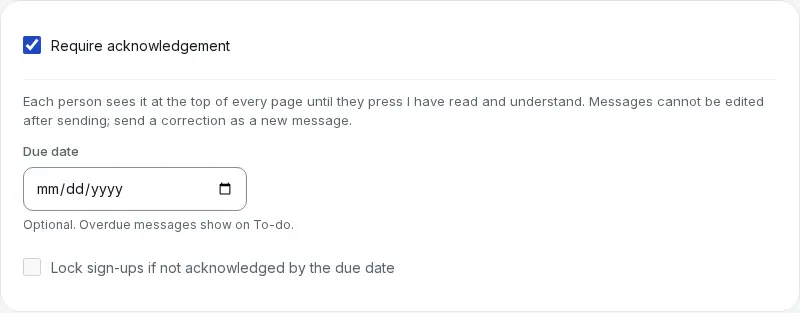 Require acknowledgement
Each person sees it at the top of every page until they press I have read and understand. Messages cannot be edited
after sending; send a correction as a new message.
Due date
mm/dd/yyyy
Optional. Overdue messages show on To-do.
Lock sign-ups if not acknowledged by the due date